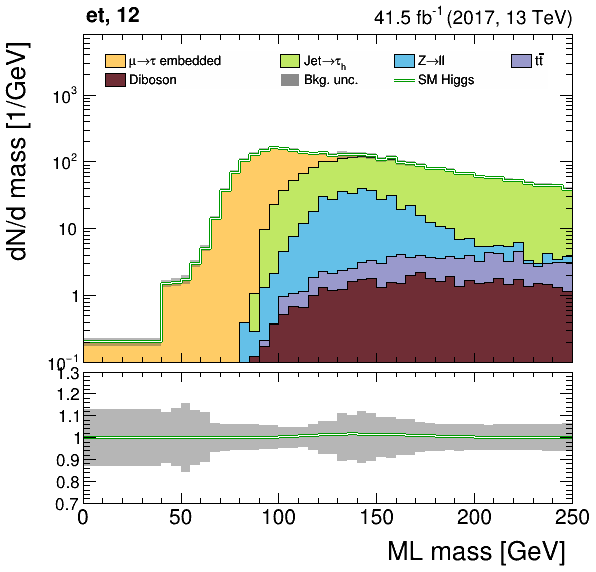 et, 12
41.5 fb⁻¹ (2017, 13 TeV)
dN/d mass [1/GeV]
μ→τ embedded
Jet→τₕ
Z→ll
tt̄
Diboson
Bkg. unc.
SM Higgs
10³
10²
10
1
10⁻¹
1.3
1.2
1.1
1
0.9
0.8
0.7
0 50 100 150 200 250
ML mass [GeV]